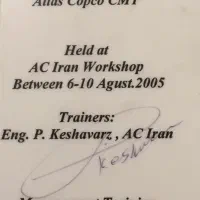 Atlas Copco CMT
Held at
AC Iran Workshop
Between 6-10 Agust.2005
Trainers:
Eng. P. Keshavarz , AC Iran